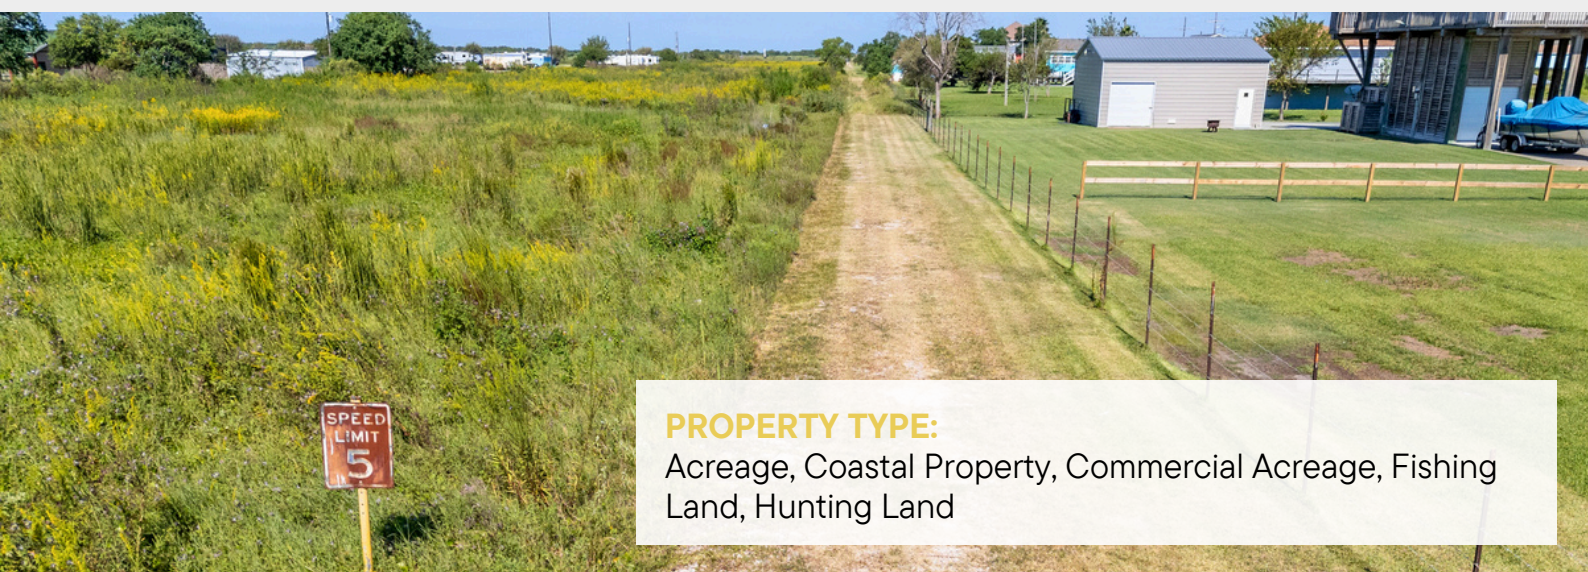 SPEED
LIMIT
5
PROPERTY TYPE:
Acreage, Coastal Property, Commercial Acreage, Fishing
Land, Hunting Land